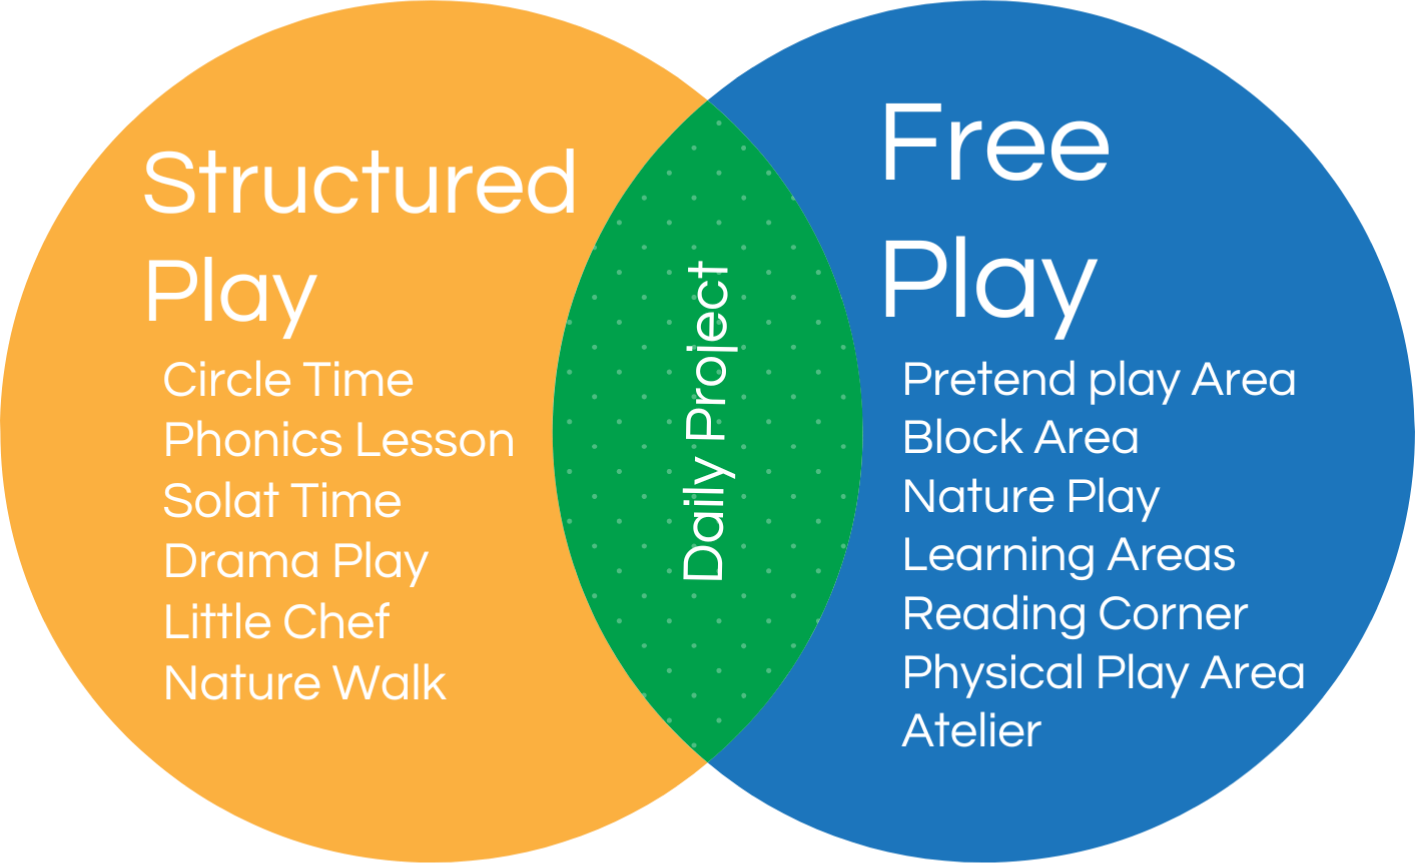 Structured
Play
Circle Time
Phonics Lesson
Solat Time
Drama Play
Little Chef
Nature Walk
Daily Project
Free
Play
Pretend play Area
Block Area
Nature Play
Learning Areas
Reading Corner
Physical Play Area
Atelier